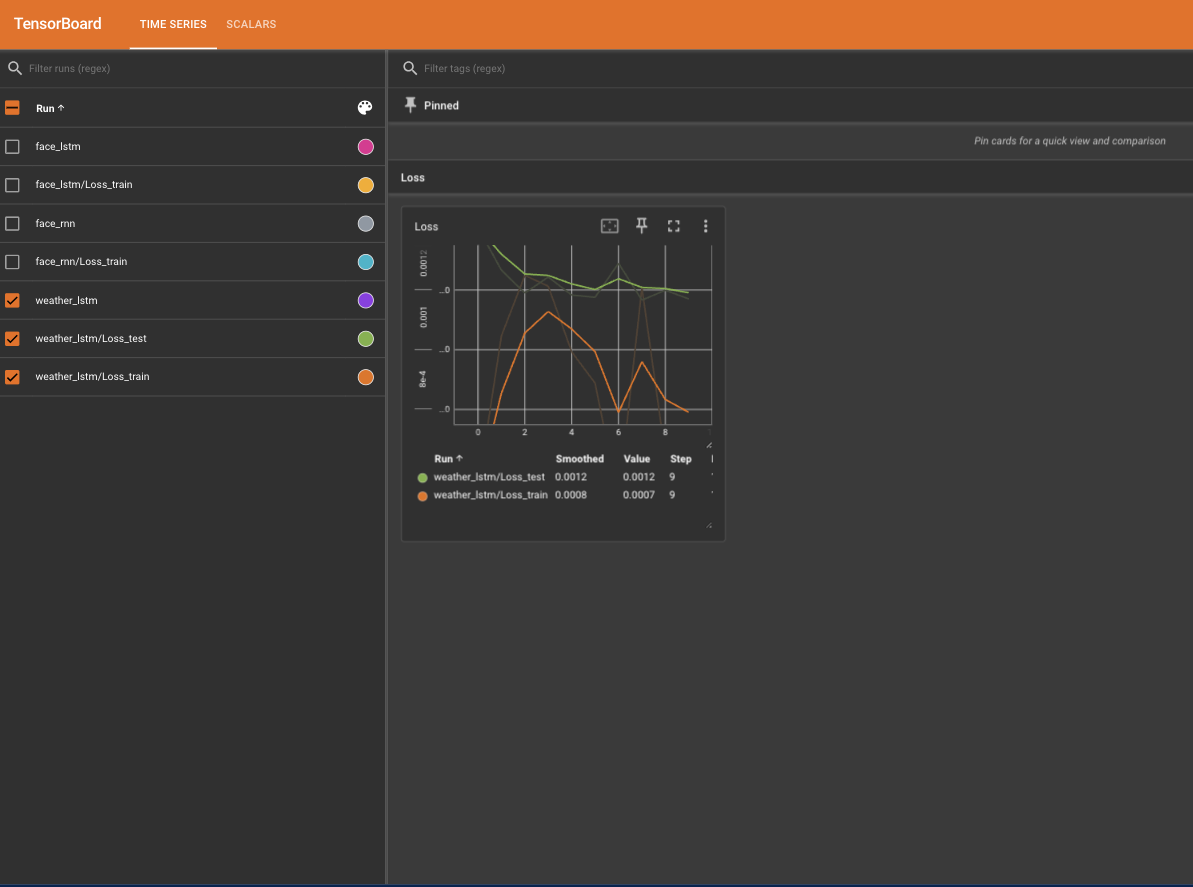 TensorBoard TIME SERIES SCALARS
Filter runs (regex)
Run ↑
face_lstm
face_lstm/Loss_train
face_rnn
face_rnn/Loss_train
weather_lstm
weather_lstm/Loss_test
weather_lstm/Loss_train
Filter tags (regex)
Pinned
Pin cards for a quick view and comparison
Loss
Loss
0.0012
_0
0.001
_0
8e-4
_0
0 2 4 6 8
Run ↑ Smoothed Value Step
weather_lstm/Loss_test 0.0012 0.0012 9
weather_lstm/Loss_train 0.0008 0.0007 9